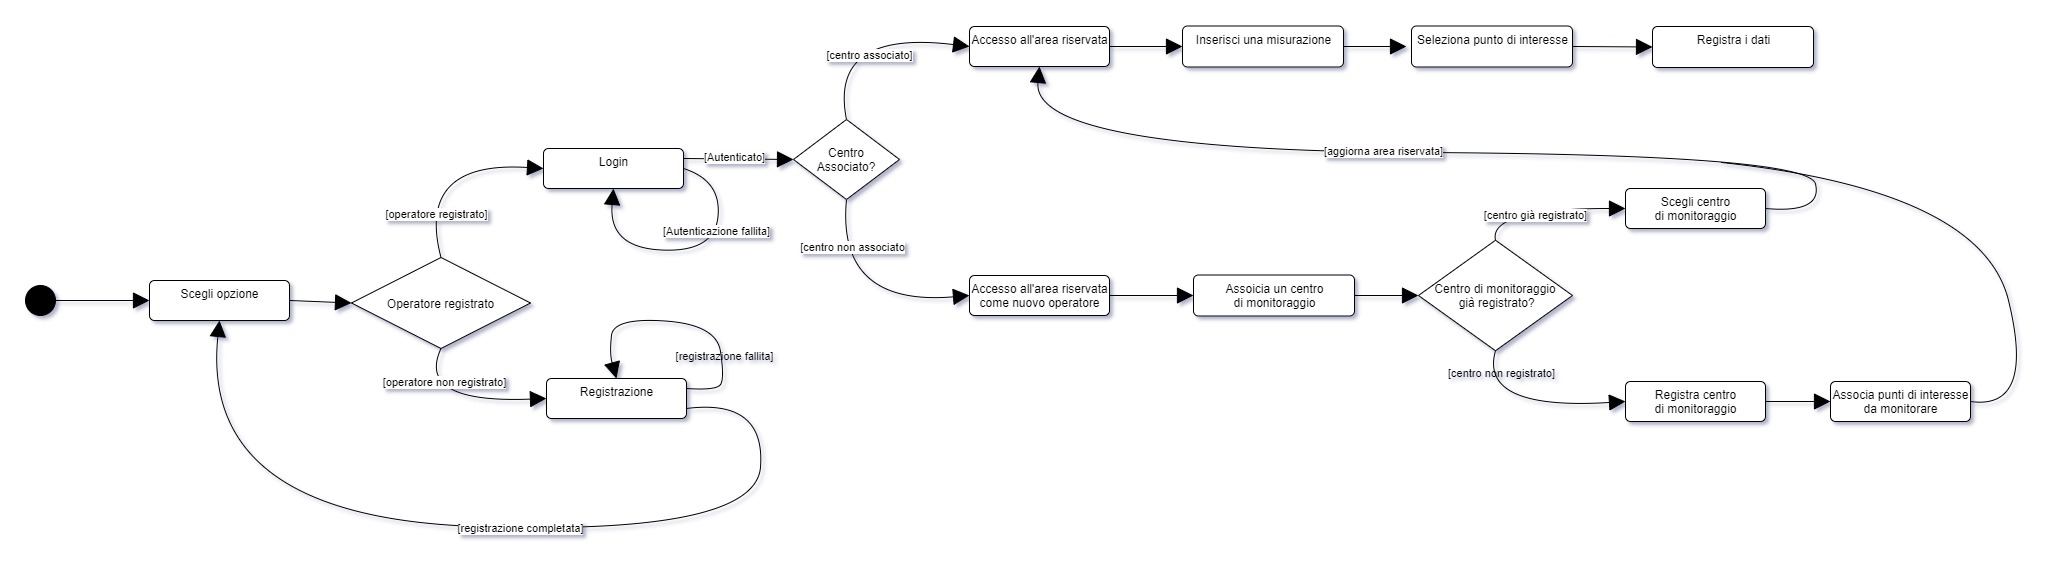 [centro associato]
Accesso all'area riservata
Inserisci una misurazione
Seleziona punto di interesse
Registra i dati
Login
[Autenticato]
Centro
Associato?
[aggiorna area riservata]
[operatore registrato]
[Autenticazione fallita]
[centro non associato
[centro già registrato]
Scegli centro
di monitoraggio
Scegli opzione
Operatore registrato
Accesso all'area riservata
come nuovo operatore
Assoicia un centro
di monitoraggio
Centro di monitoraggio
già registrato?
[operatore non registrato]
Registrazione
[registrazione fallita]
[centro non registrato]
Registra centro
di monitoraggio
Associa punti di interesse
da monitorare
[registrazione completata]